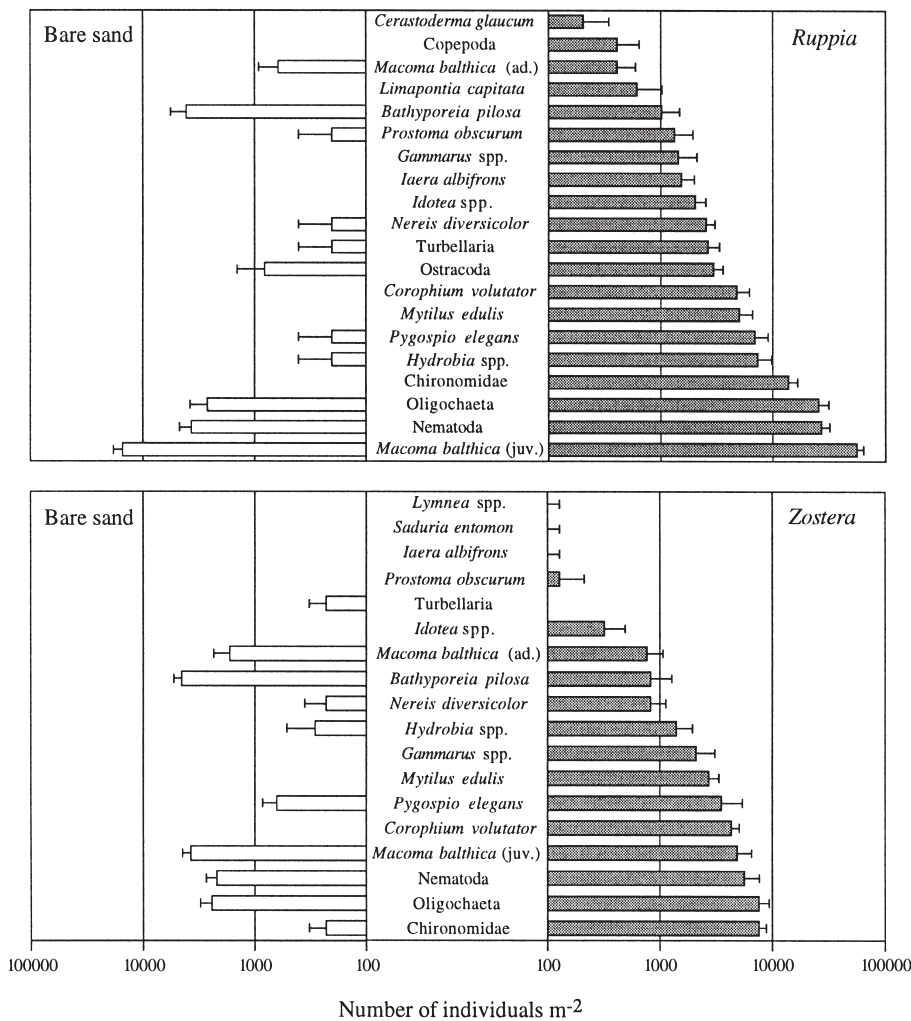 Bare sand
Ruppia
Cerastoderma glaucum
Copepoda
Macoma balthica (ad.)
Limapontia capitata
Bathyporeia pilosa
Prostoma obscurum
Gammarus spp.
Iaera albifrons
Idotea spp.
Nereis diversicolor
Turbellaria
Ostracoda
Corophium volutator
Mytilus edulis
Pygospio elegans
Hydrobia spp.
Chironomidae
Oligochaeta
Nematoda
Macoma balthica (juv.)
Bare sand
Zostera
Lymnea spp.
Saduria entomon
Iaera albifrons
Prostoma obscurum
Turbellaria
Idotea spp.
Macoma balthica (ad.)
Bathyporeia pilosa
Nereis diversicolor
Hydrobia spp.
Gammarus spp.
Mytilus edulis
Pygospio elegans
Corophium volutator
Macoma balthica (juv.)
Nematoda
Oligochaeta
Chironomidae
100000 10000 1000 100 100 1000 10000 100000
Number of individuals m-2